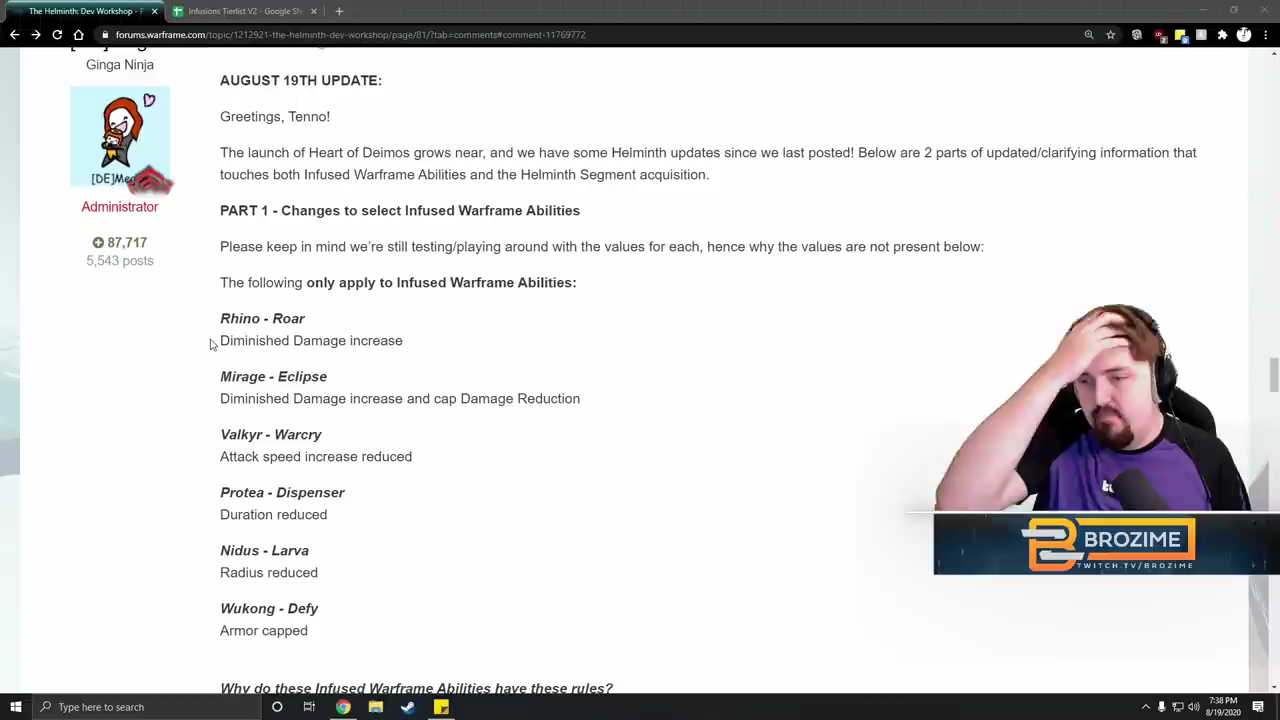 The Helminth: Dev Workshop - P
Infusions Tierlist V2 - Google She
forums.warframe.com/topic/1212921-the-helminth-dev-workshop/page/81/?tab=comments#comment-11769772
Ginga Ninja
[DE]Meg
Administrator
87,717
5,543 posts
AUGUST 19TH UPDATE:
Greetings, Tenno!
The launch of Heart of Deimos grows near, and we have some Helminth updates since we last posted! Below are 2 parts of updated/clarifying information that
touches both Infused Warframe Abilities and the Helminth Segment acquisition.
PART 1 - Changes to select Infused Warframe Abilities
Please keep in mind we're still testing/playing around with the values for each, hence why the values are not present below:
The following only apply to Infused Warframe Abilities:
Rhino - Roar
Diminished Damage increase
Mirage - Eclipse
Diminished Damage increase and cap Damage Reduction
Valkyr - Warcry
Attack speed increase reduced
Protea - Dispenser
Duration reduced
Nidus - Larva
Radius reduced
Wukong - Defy
Armor capped
Why do these Infused Warframe Abilities have these rules?
BROZIME
TWITCH.TV/BROZIME
Type here to search
7:38 PM
8/19/2020